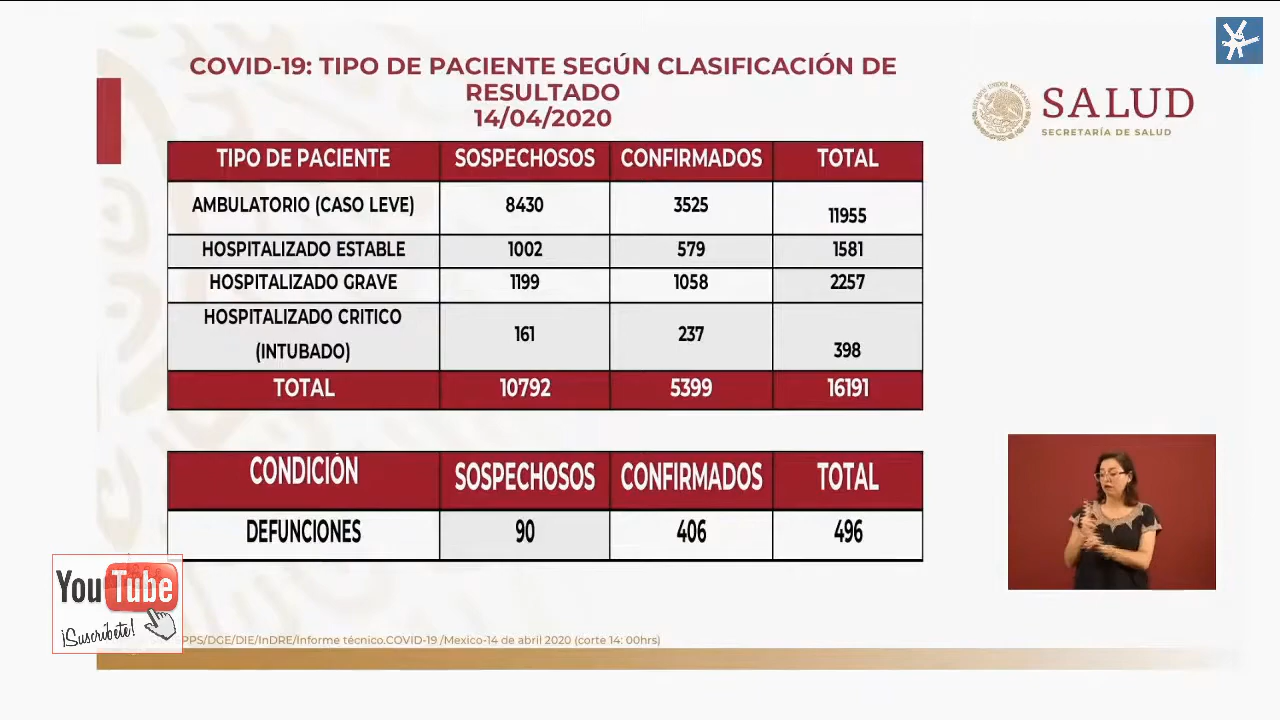 COVID-19: TIPO DE PACIENTE SEGÚN CLASIFICACIÓN DE
RESULTADO
14/04/2020
SALUD
SECRETARÍA DE SALUD
TIPO DE PACIENTE SOSPECHOSOS CONFIRMADOS TOTAL
AMBULATORIO (CASO LEVE) 8430 3525 11955
HOSPITALIZADO ESTABLE 1002 579 1581
HOSPITALIZADO GRAVE 1199 1058 2257
HOSPITALIZADO CRITICO
(INTUBADO) 161 237 398
TOTAL 10792 5399 16191
CONDICIÓN SOSPECHOSOS CONFIRMADOS TOTAL
DEFUNCIONES 90 406 496
YouTube
¡Suscríbete!
PPS/DGE/DIE/InDRE/Informe técnico.COVID-19 /Mexico-14 de abril 2020 (corte 14: 00hrs)